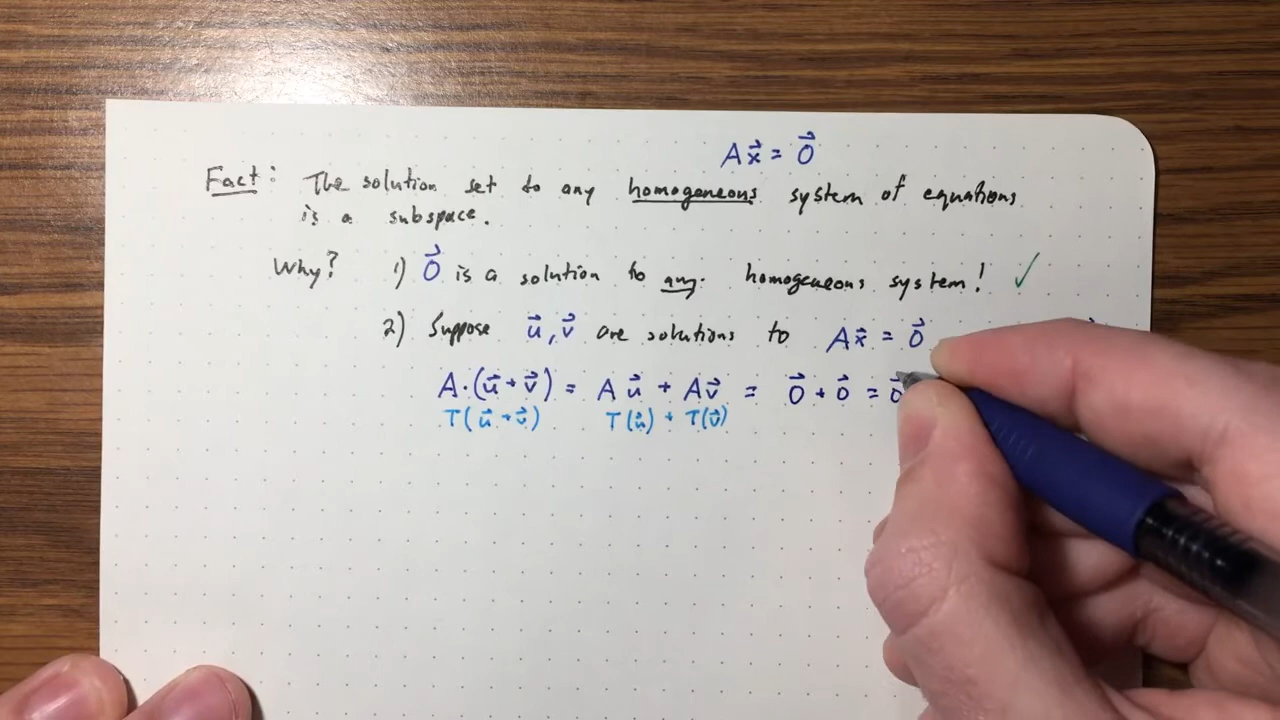 A x⃗ = 0⃗
Fact: The solution set to any homogeneous system of equations
is a subspace.
Why? 1) 0⃗ is a solution to any homogeneous system! ✓
2) Suppose u⃗, v⃗ are solutions to A x⃗ = 0⃗
A·(u⃗ + v⃗) = A u⃗ + A v⃗ = 0⃗ + 0⃗ = 0⃗
T(u⃗ + v⃗) T(u⃗) + T(v⃗)